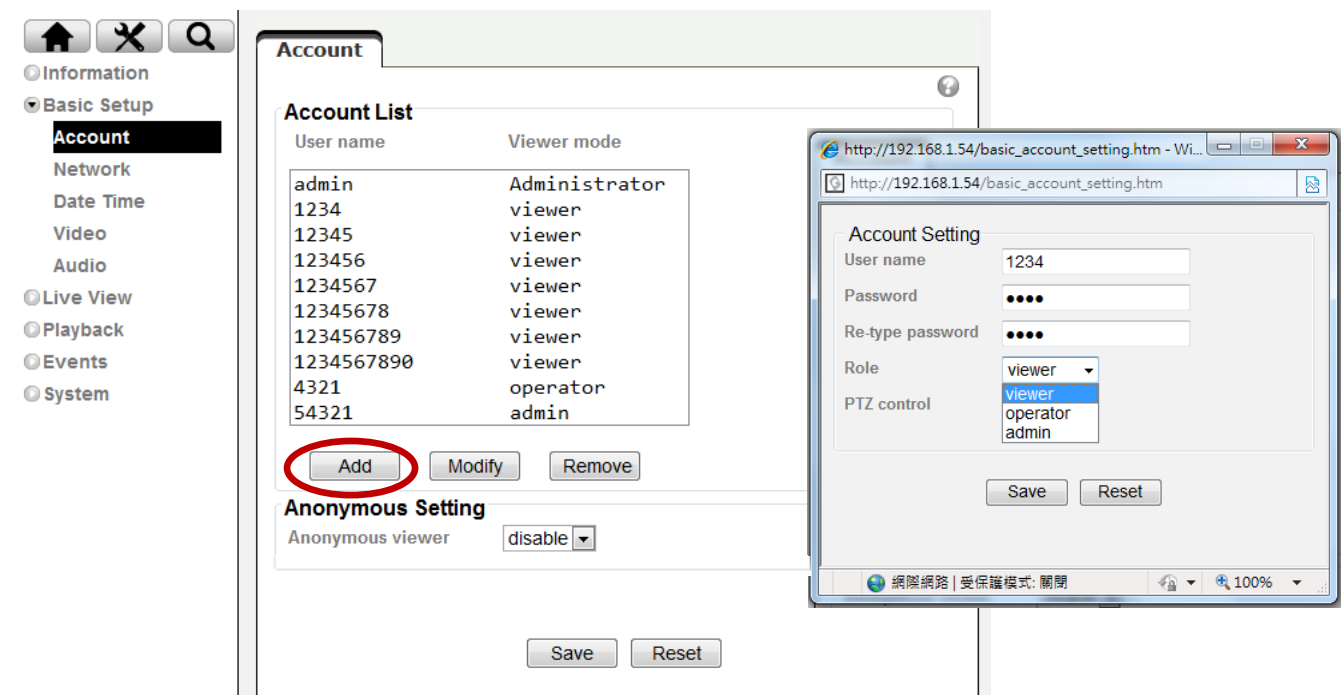 Information
Basic Setup
Account
Network
Date Time
Video
Audio
Live View
Playback
Events
System
Account
Account List
User name Viewer mode
admin Administrator
1234 viewer
12345 viewer
123456 viewer
1234567 viewer
12345678 viewer
123456789 viewer
1234567890 viewer
4321 operator
54321 admin
Add Modify Remove
Anonymous Setting
Anonymous viewer disable
Save Reset
http://192.168.1.54/basic_account_setting.htm - Wi...
http://192.168.1.54/basic_account_setting.htm
Account Setting
User name 1234
Password ••••
Re-type password ••••
Role viewer
viewer
PTZ control operator
admin
Save Reset
網際網路 | 受保護模式: 關閉 100%